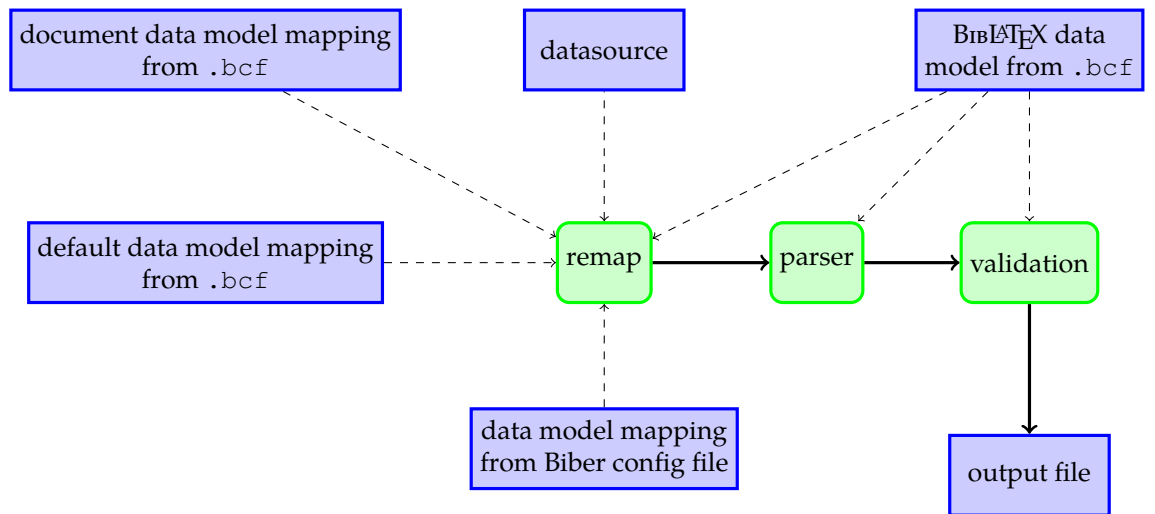 document data model mapping
from .bcf
datasource
BIBLATEX data
model from .bcf
default data model mapping
from .bcf
remap
parser
validation
data model mapping
from Biber config file
output file